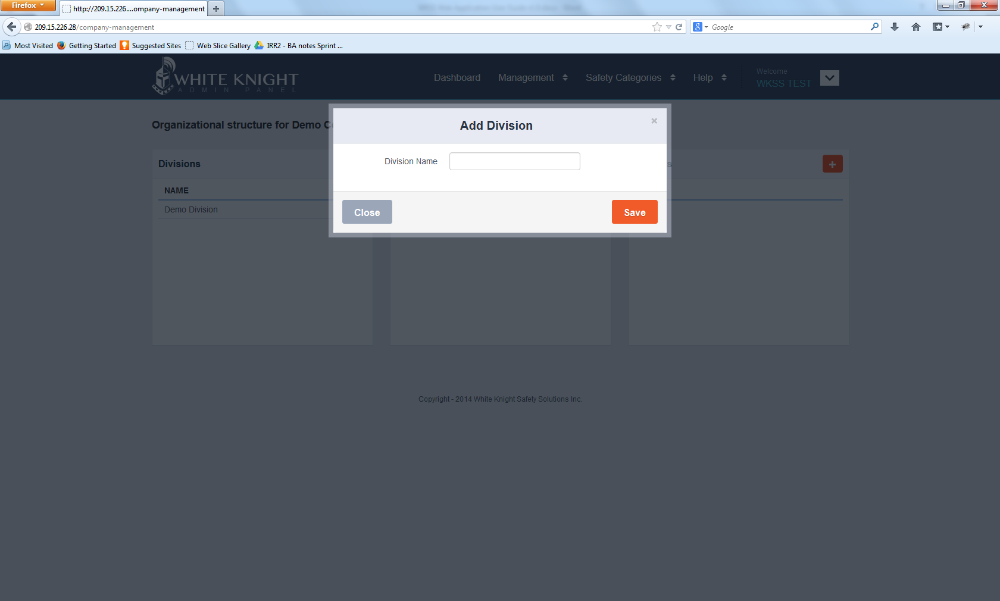 Firefox
http://209.15.226....ompany-management
209.15.226.28/company-management
Google
Most Visited Getting Started Suggested Sites Web Slice Gallery IRR2 - BA notes Sprint ...
WHITE KNIGHT
ADMIN PANEL
Dashboard Management Safety Categories Help
Welcome
WKSS TEST
Organizational structure for Demo
Add Division
×
Division Name
Close Save
Divisions
NAME
Demo Division
Copyright - 2014 White Knight Safety Solutions Inc.